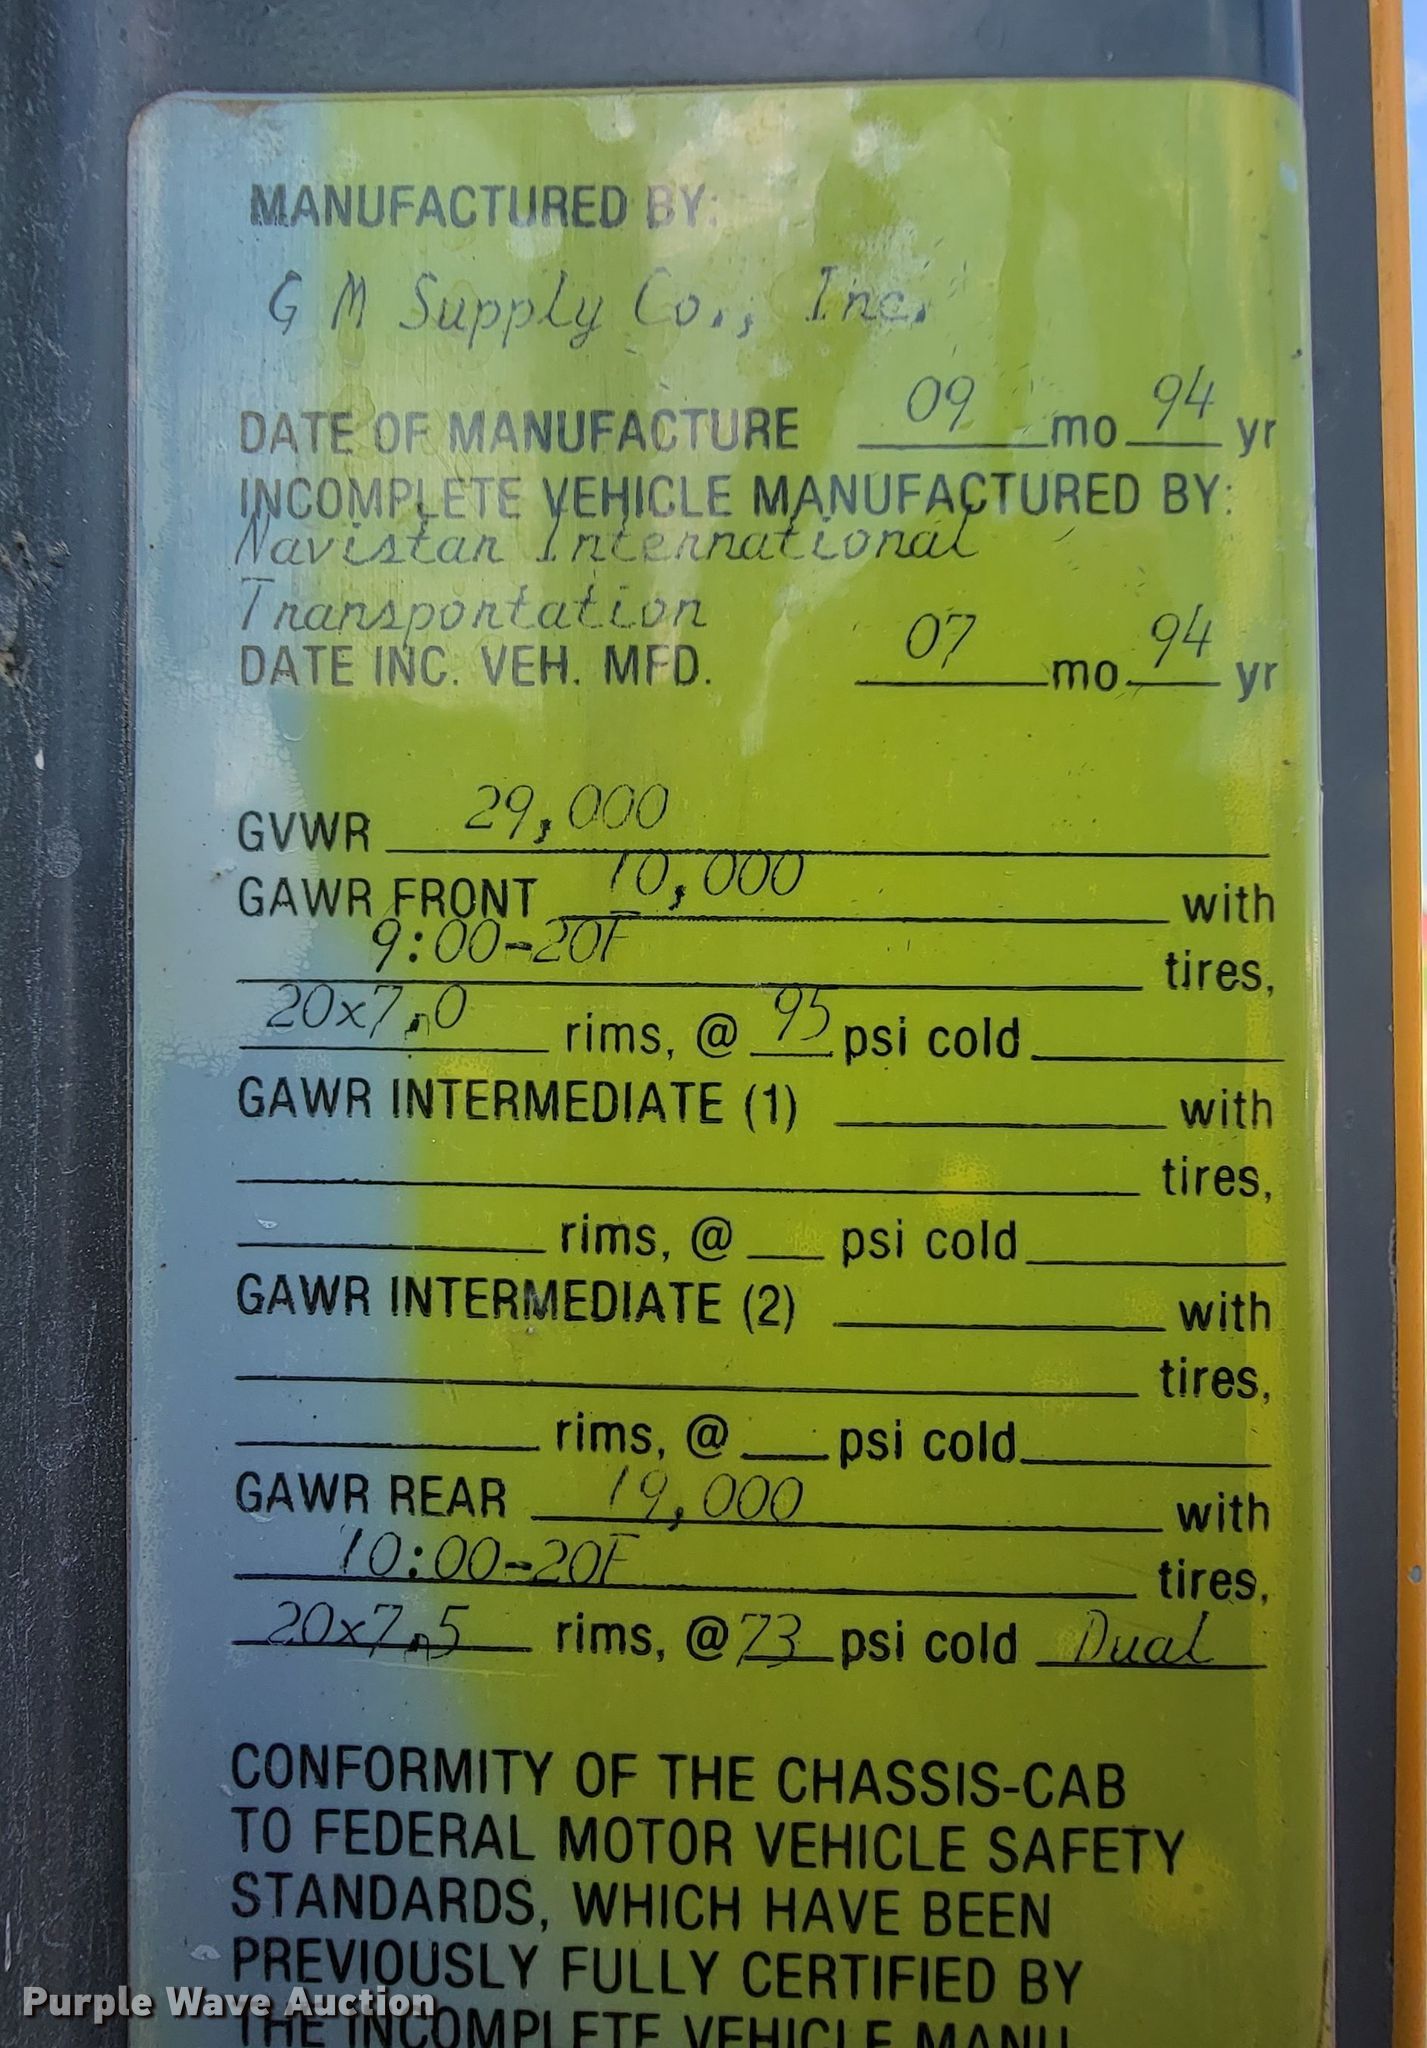 MANUFACTURED BY:
G M Supply Co., Inc.
DATE OF MANUFACTURE 09 mo 94 yr
INCOMPLETE VEHICLE MANUFACTURED BY:
Navistar International
Transportation
DATE INC. VEH. MFD. 07 mo 94 yr
GVWR 29,000
GAWR FRONT 10,000 with
9:00-20F tires,
20x7.0 rims, @ 95 psi cold
GAWR INTERMEDIATE (1) with
tires,
rims, @ psi cold
GAWR INTERMEDIATE (2) with
tires,
rims, @ psi cold
GAWR REAR 19,000 with
10:00-20F tires,
20x7.5 rims, @ 73 psi cold Dual
CONFORMITY OF THE CHASSIS-CAB
TO FEDERAL MOTOR VEHICLE SAFETY
STANDARDS, WHICH HAVE BEEN
PREVIOUSLY FULLY CERTIFIED BY
THE INCOMPLETE VEHICLE MANU
Purple Wave Auction